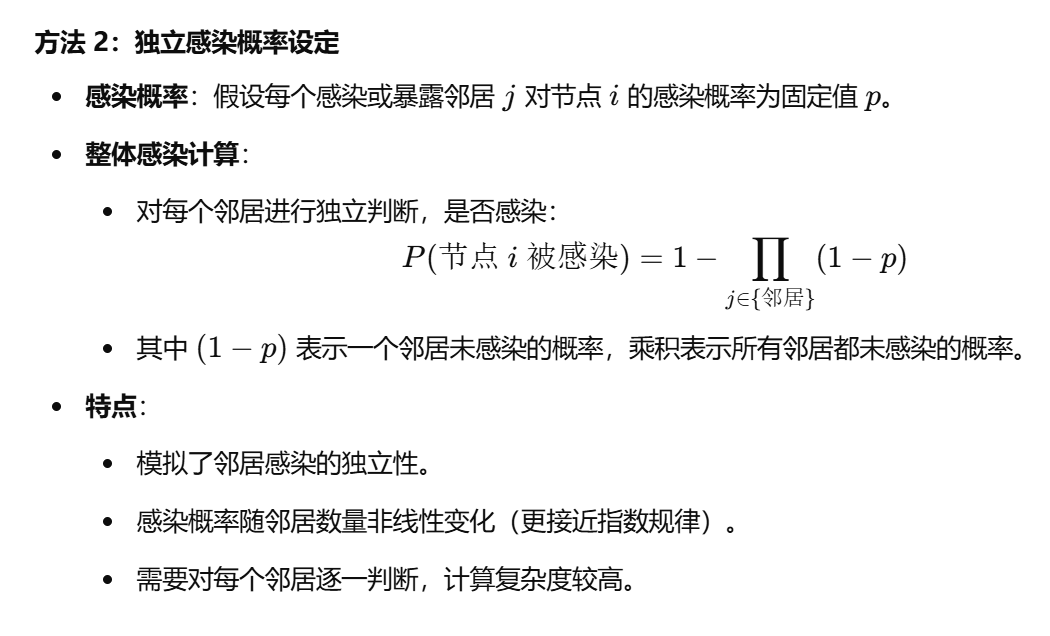 方法 2：独立感染概率设定
• 感染概率：假设每个感染或暴露邻居 j 对节点 i 的感染概率为固定值 p。
• 整体感染计算：
• 对每个邻居进行独立判断，是否感染：
P(节点 i 被感染) = 1 − ∏ (1 − p)
j∈{邻居}
• 其中 (1 − p) 表示一个邻居未感染的概率，乘积表示所有邻居都未感染的概率。
• 特点：
• 模拟了邻居感染的独立性。
• 感染概率随邻居数量非线性变化（更接近指数规律）。
• 需要对每个邻居逐一判断，计算复杂度较高。